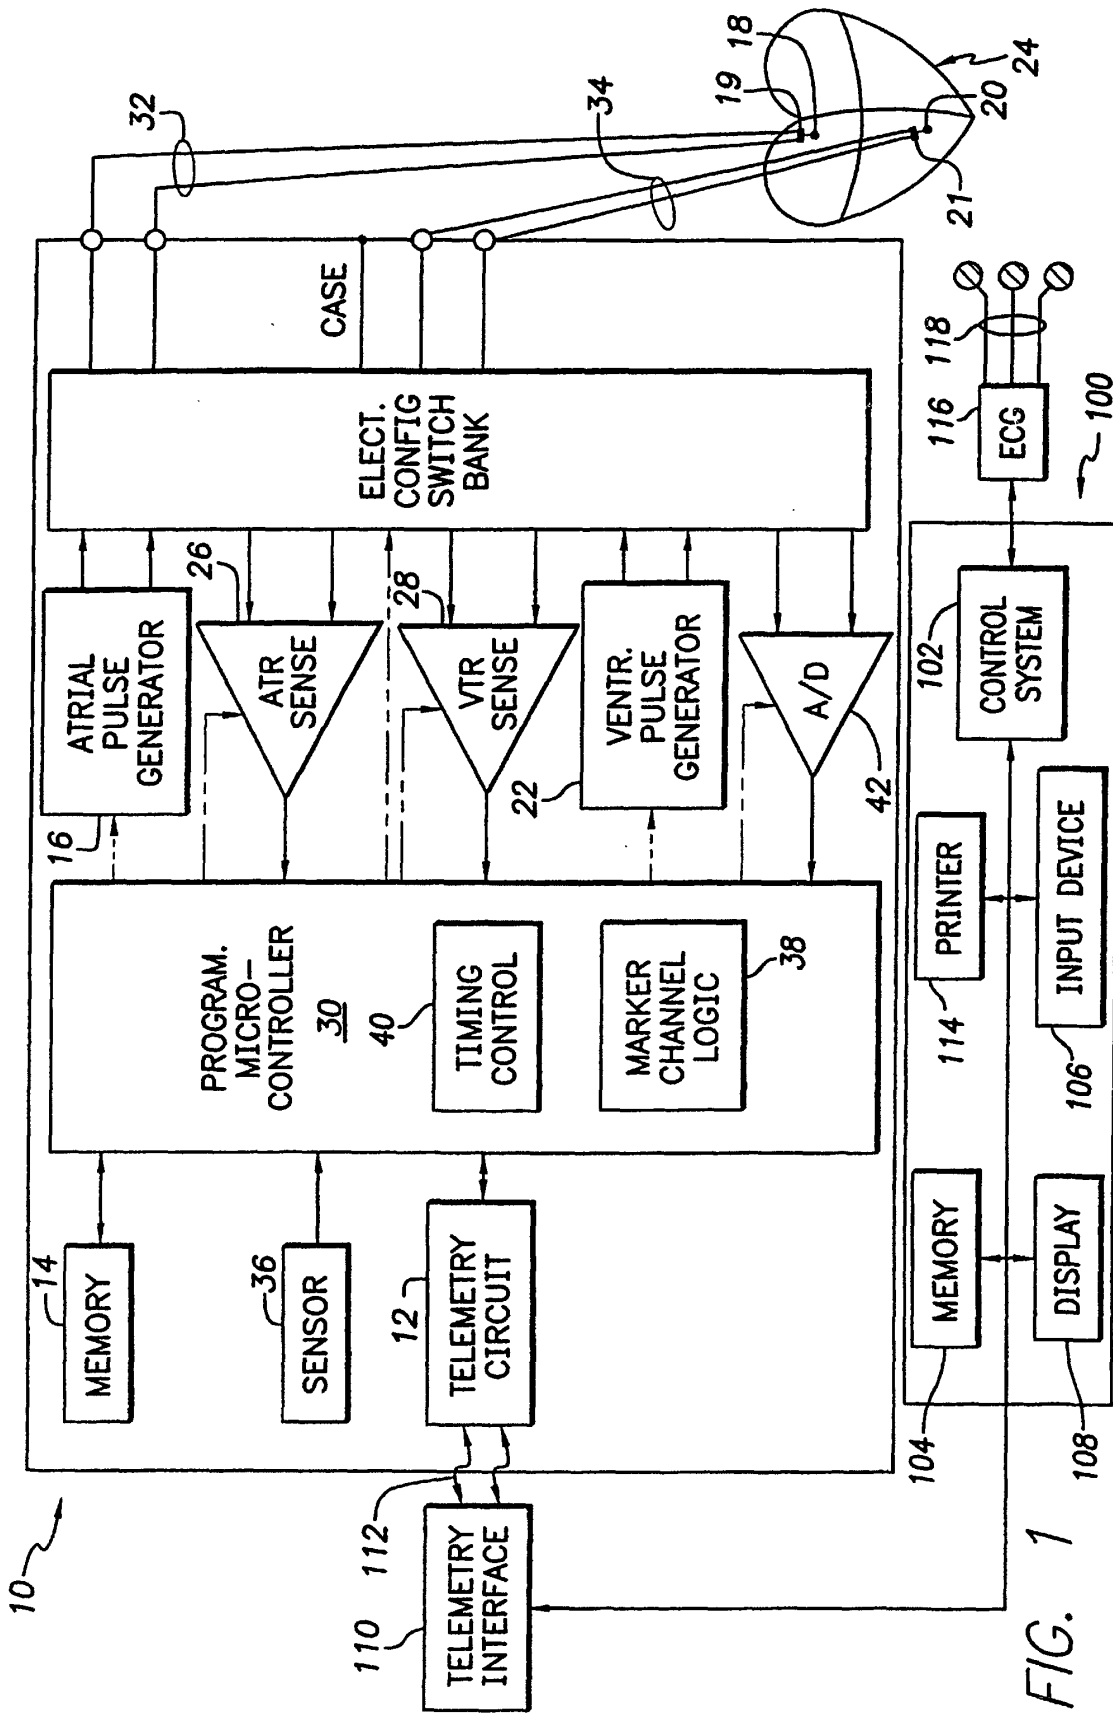 10
14
MEMORY
36
SENSOR
12
TELEMETRY
CIRCUIT
112
110
TELEMETRY
INTERFACE
PROGRAM.
MICRO-
CONTROLLER
30
40
TIMING
CONTROL
MARKER
CHANNEL
LOGIC
38
16
ATRIAL
PULSE
GENERATOR
26
ATR
SENSE
28
VTR
SENSE
22
VENTR.
PULSE
GENERATOR
A/D
42
ELECT.
CONFIG
SWITCH
BANK
CASE
32
34
19
18
21
20
24
104
MEMORY
108
DISPLAY
114
PRINTER
106
INPUT DEVICE
102
CONTROL
SYSTEM
116
ECG
118
100
FIG. 1